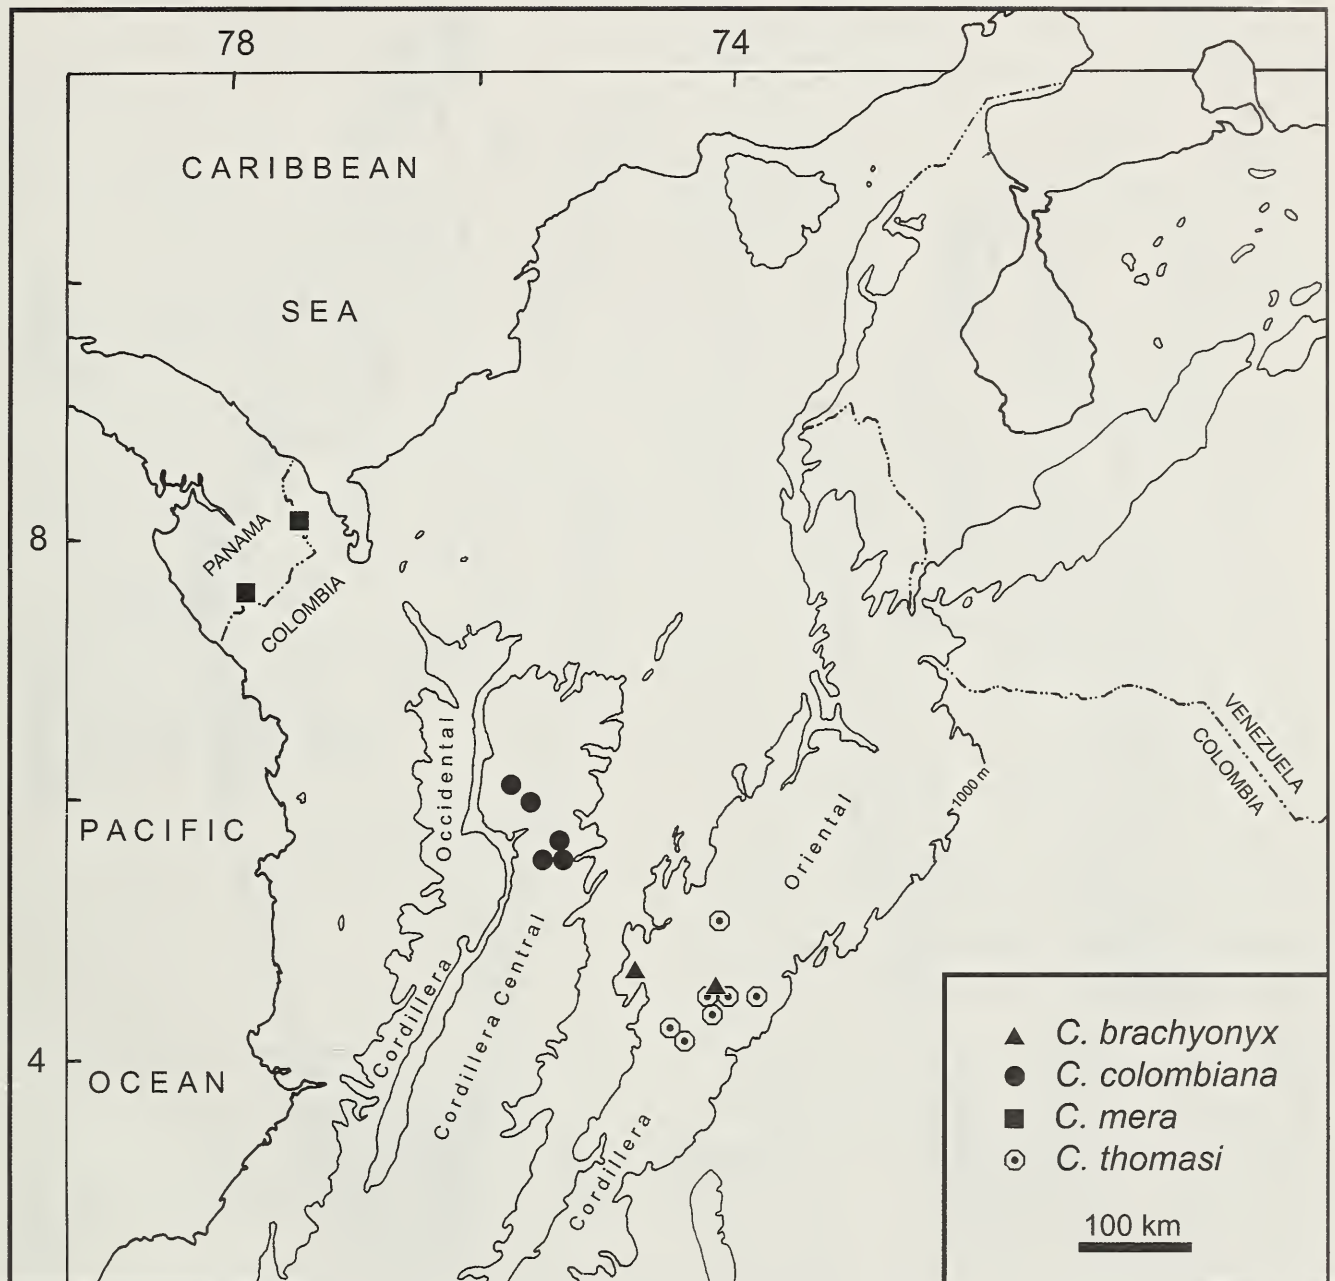 78
74
CARIBBEAN
SEA
8
PANAMA
COLOMBIA
VENEZUELA
COLOMBIA
1000 m
Occidental
PACIFIC
Oriental
Cordillera
Cordillera Central
4
OCEAN
Cordillera
C. brachyonyx
C. colombiana
C. mera
C. thomasi
100 km